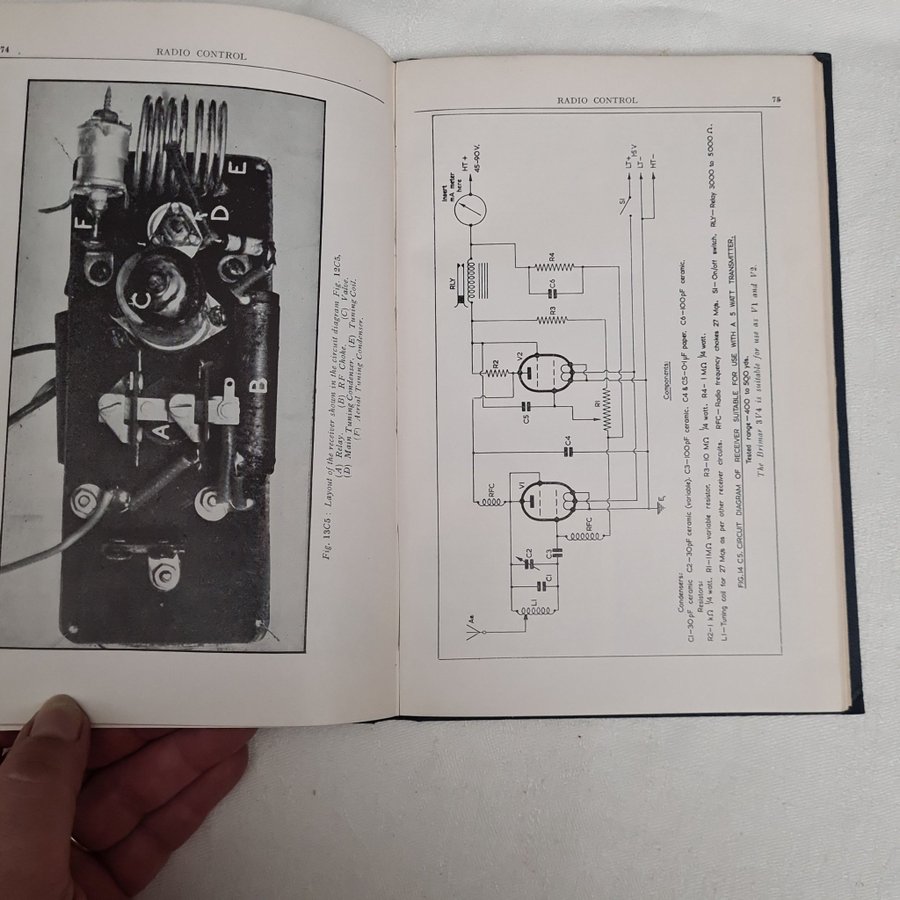 74
RADIO CONTROL
F
E
D
C
B
A
Fig. 13C5: Layout of the receiver shown in the circuit diagram Fig. 12C5.
(A) Relay. (B) RF Choke. (C) Valve.
(D) Main Tuning Condenser. (E) Tuning Coil.
(F) Aerial Tuning Condenser.
RADIO CONTROL
75
Ae
L1
C1
C2
C3
RFC
RFC
V1
E
C4
C5
R1
R2
V2
R3
C6
R4
RLY
Insert
mA meter
here
HT+
45-90V.
S1
LT+
LT-
HT-
Components:
Condensers:
C1-30pF ceramic C2-30pF ceramic (variable). C3-100pF ceramic. C4 & C5-0·1µF paper. C6-100pF ceramic.
Resistors:
R2-1 kΩ ¼ watt. R1-1MΩ variable resistor. R3-10 MΩ ¼ watt. R4-1 MΩ ¼ watt.
L1-Tuning coil for 27 Mc/s as per other receiver circuits. RFC-Radio frequency chokes 27 Mc/s. S1-On/off switch. RLY-Relay 3000 to 5000 Ω.
FIG. 14 C5. CIRCUIT DIAGRAM OF RECEIVER SUITABLE FOR USE WITH A 5 WATT TRANSMITTER.
Tested range-400 to 500 yds.
The Brimar 3V4 is suitable for use as V1 and V2.